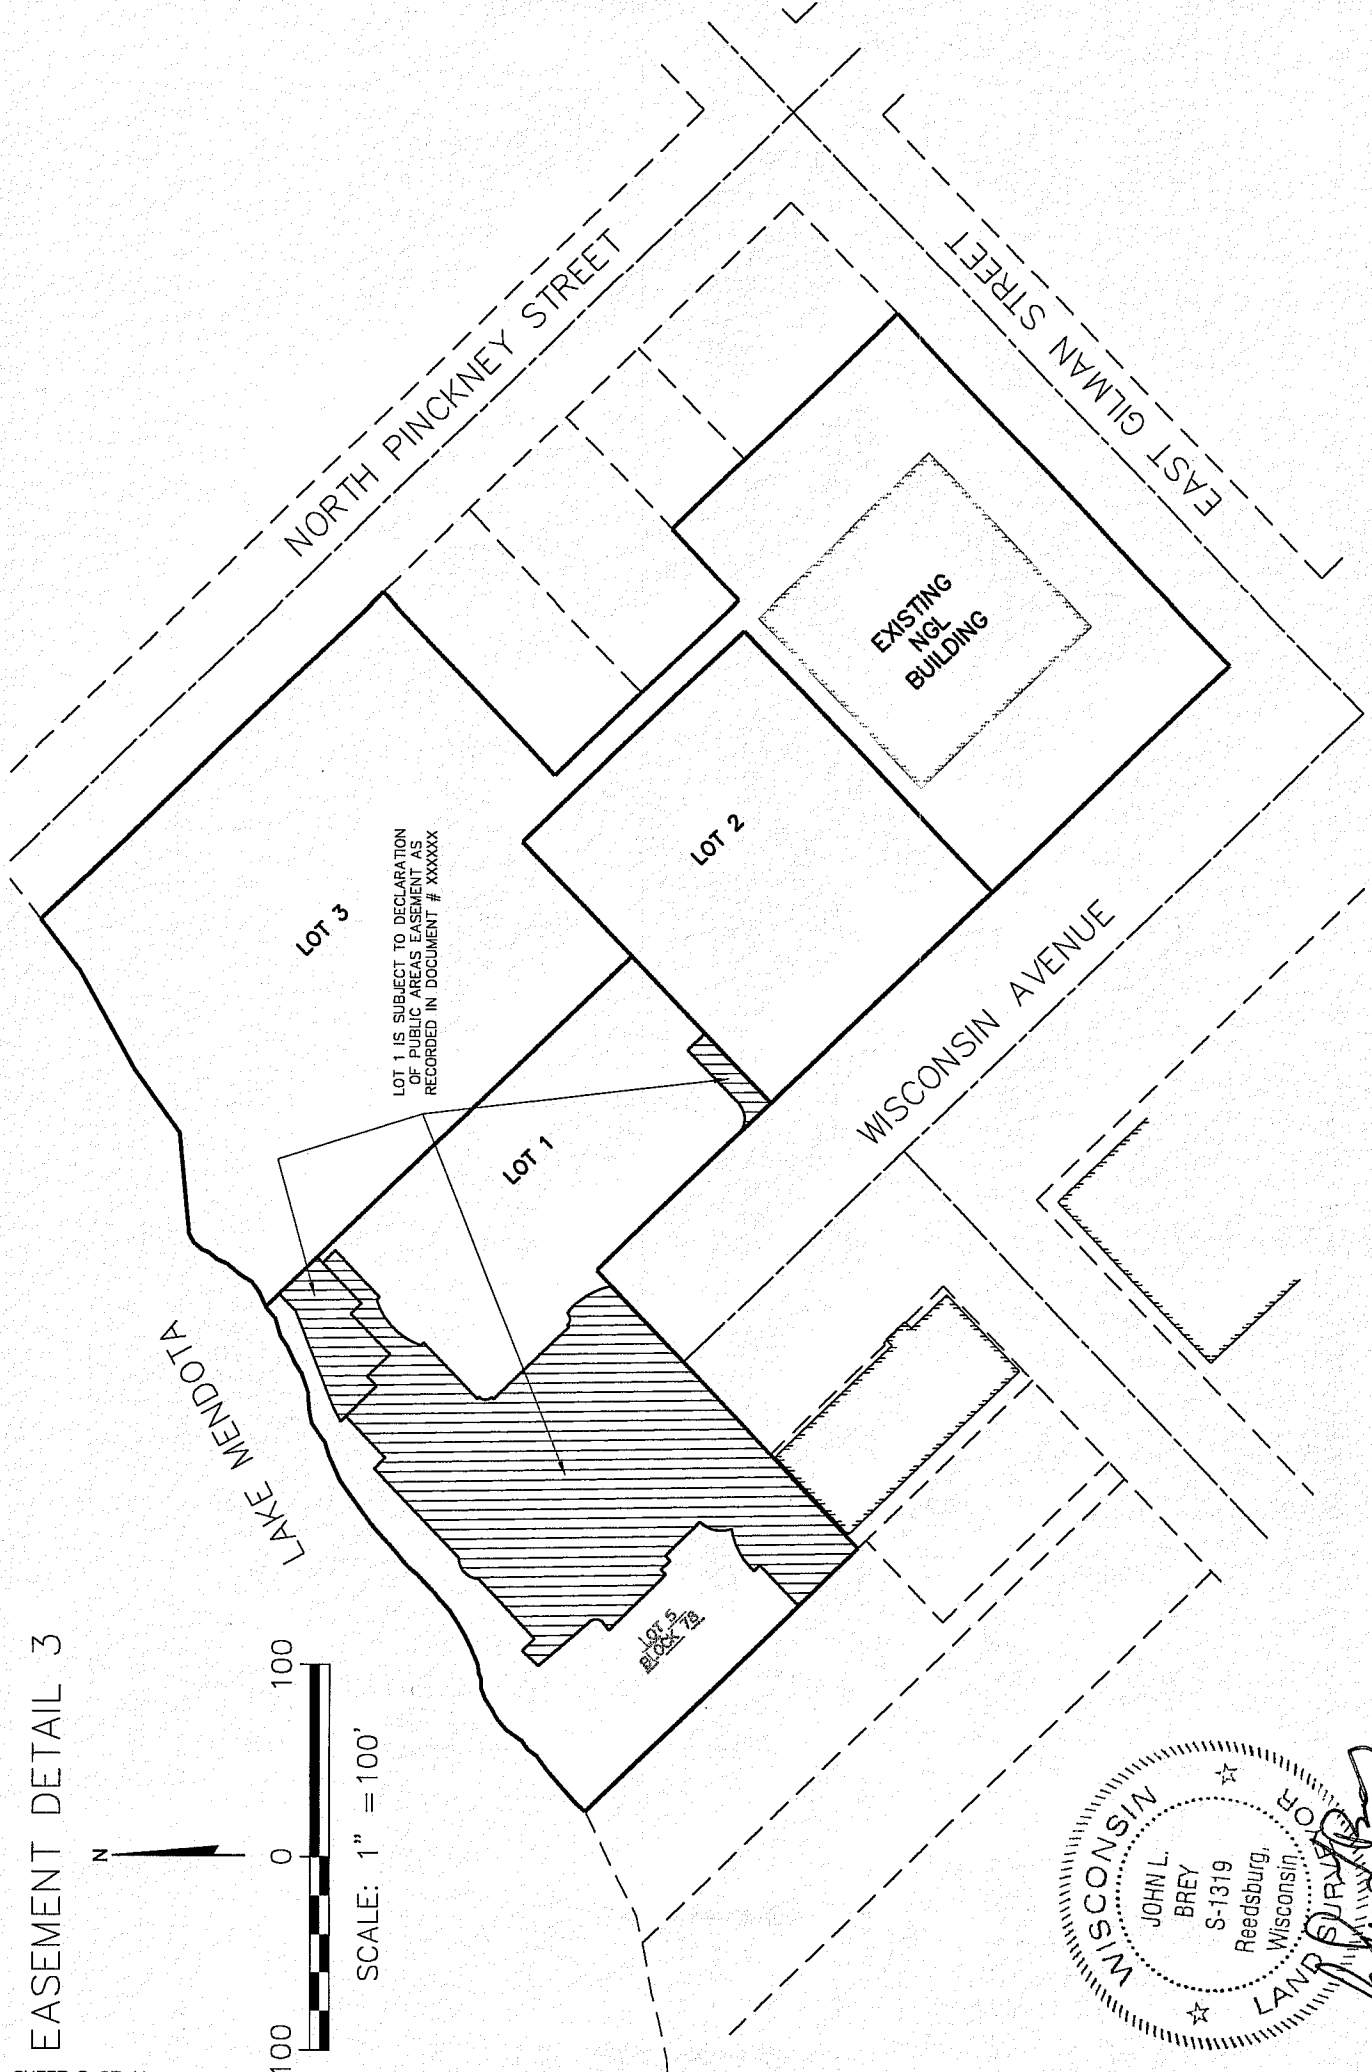 EASEMENT DETAIL 3
N
100 0 100
SCALE: 1" = 100'
LAKE MENDOTA
NORTH PINCKNEY STREET
LOT 3
LOT 1 IS SUBJECT TO DECLARATION
OF PUBLIC AREAS EASEMENT AS
RECORDED IN DOCUMENT # XXXXXX
LOT 1
LOT 2
EXISTING
NGL
BUILDING
EAST GILMAN STREET
WISCONSIN AVENUE
LOT 5
BLOCK 78
WISCONSIN
JOHN L.
BREY
S-1319
Reedsburg,
Wisconsin
LAND SURVEYOR